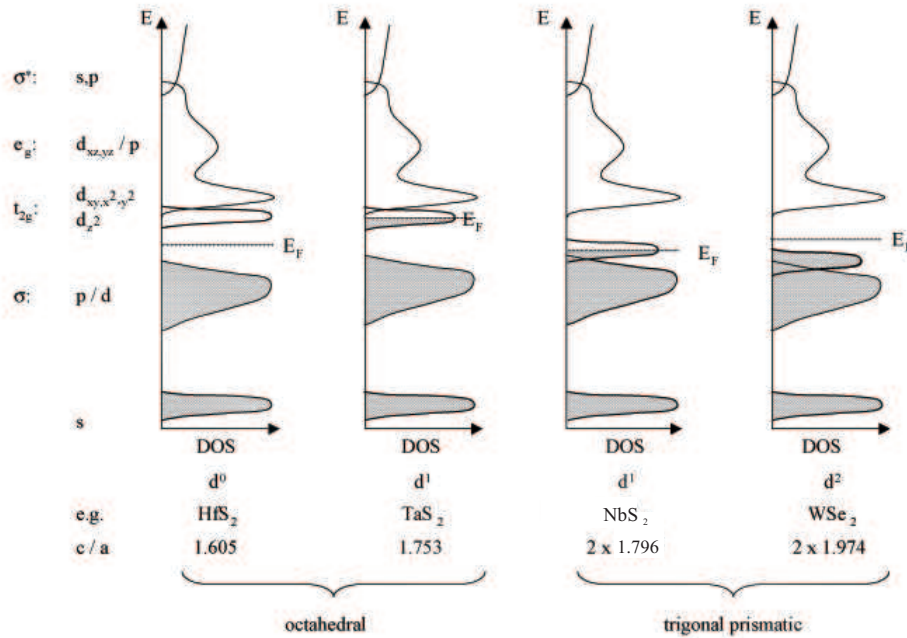 E E E E
σ*: s,p
e_g: d_xz,yz / p
t_2g: d_xy,x²-y²
d_z²
E_F E_F E_F E_F
σ: p / d
s
DOS DOS DOS DOS
d⁰ d¹ d¹ d²
e.g. HfS₂ TaS₂ NbS₂ WSe₂
c / a 1.605 1.753 2 x 1.796 2 x 1.974
octahedral trigonal prismatic